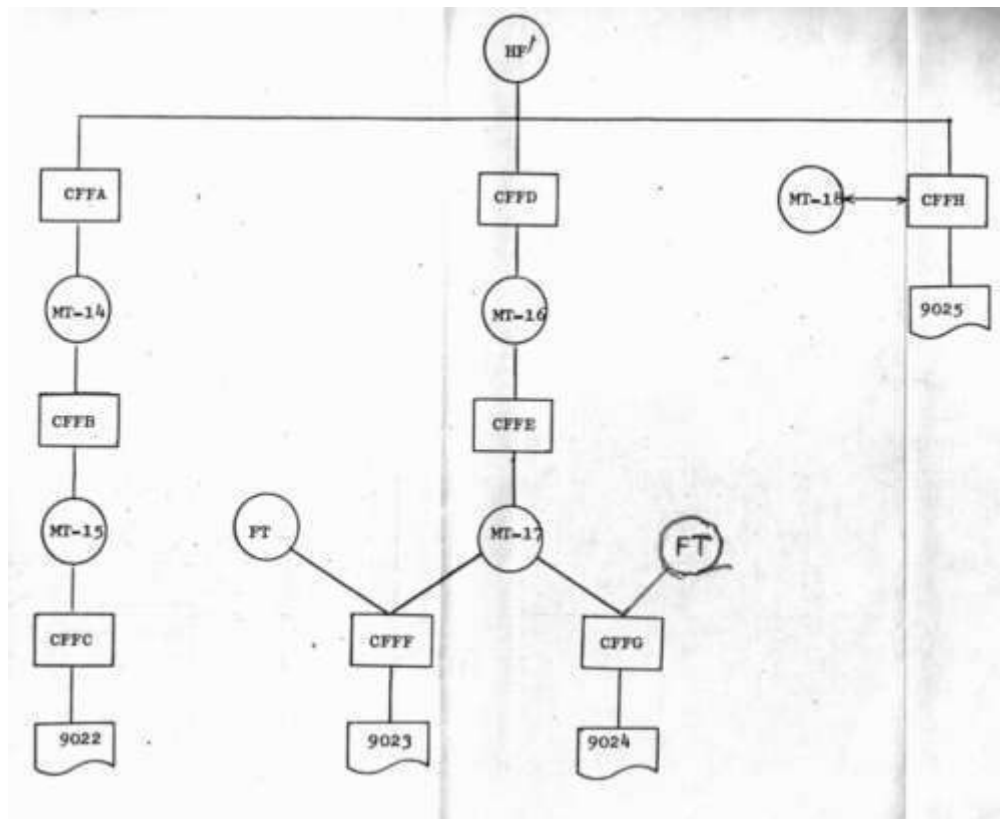 HF
CFFA
CFFD
MT-18
CFFH
MT-14
MT-16
9025
CFFB
CFFE
MT-15
FT
MT-17
FT
CFFC
CFFF
CFFG
9022
9023
9024